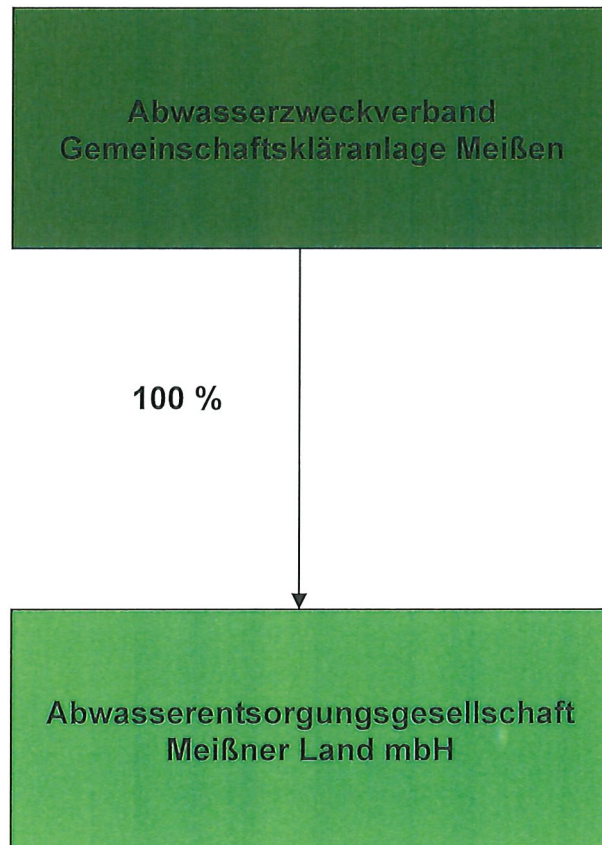 Abwasserzweckverband
Gemeinschaftskläranlage Meißen
100 %
Abwasserentsorgungsgesellschaft
Meißner Land mbH